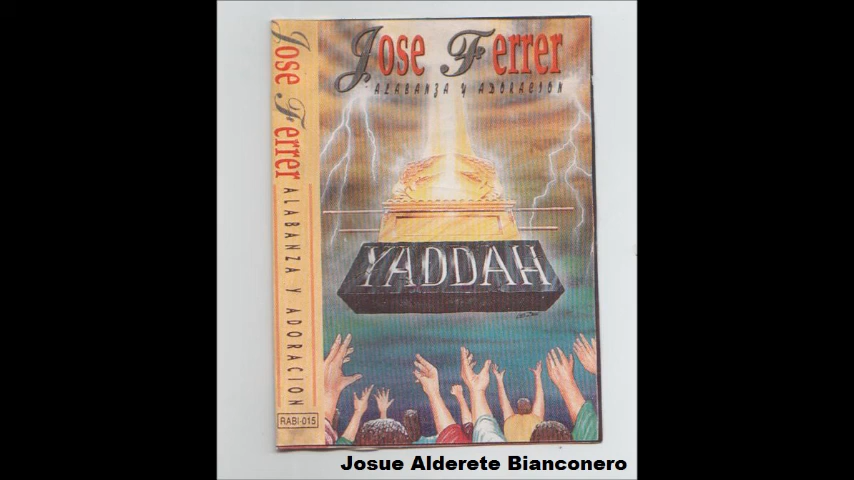 Jose Ferrer
ALABANZA Y ADORACION
YADDAH
Jose Ferrer ALABANZA Y ADORACION
RABI-015
Josue Alderete Bianconero